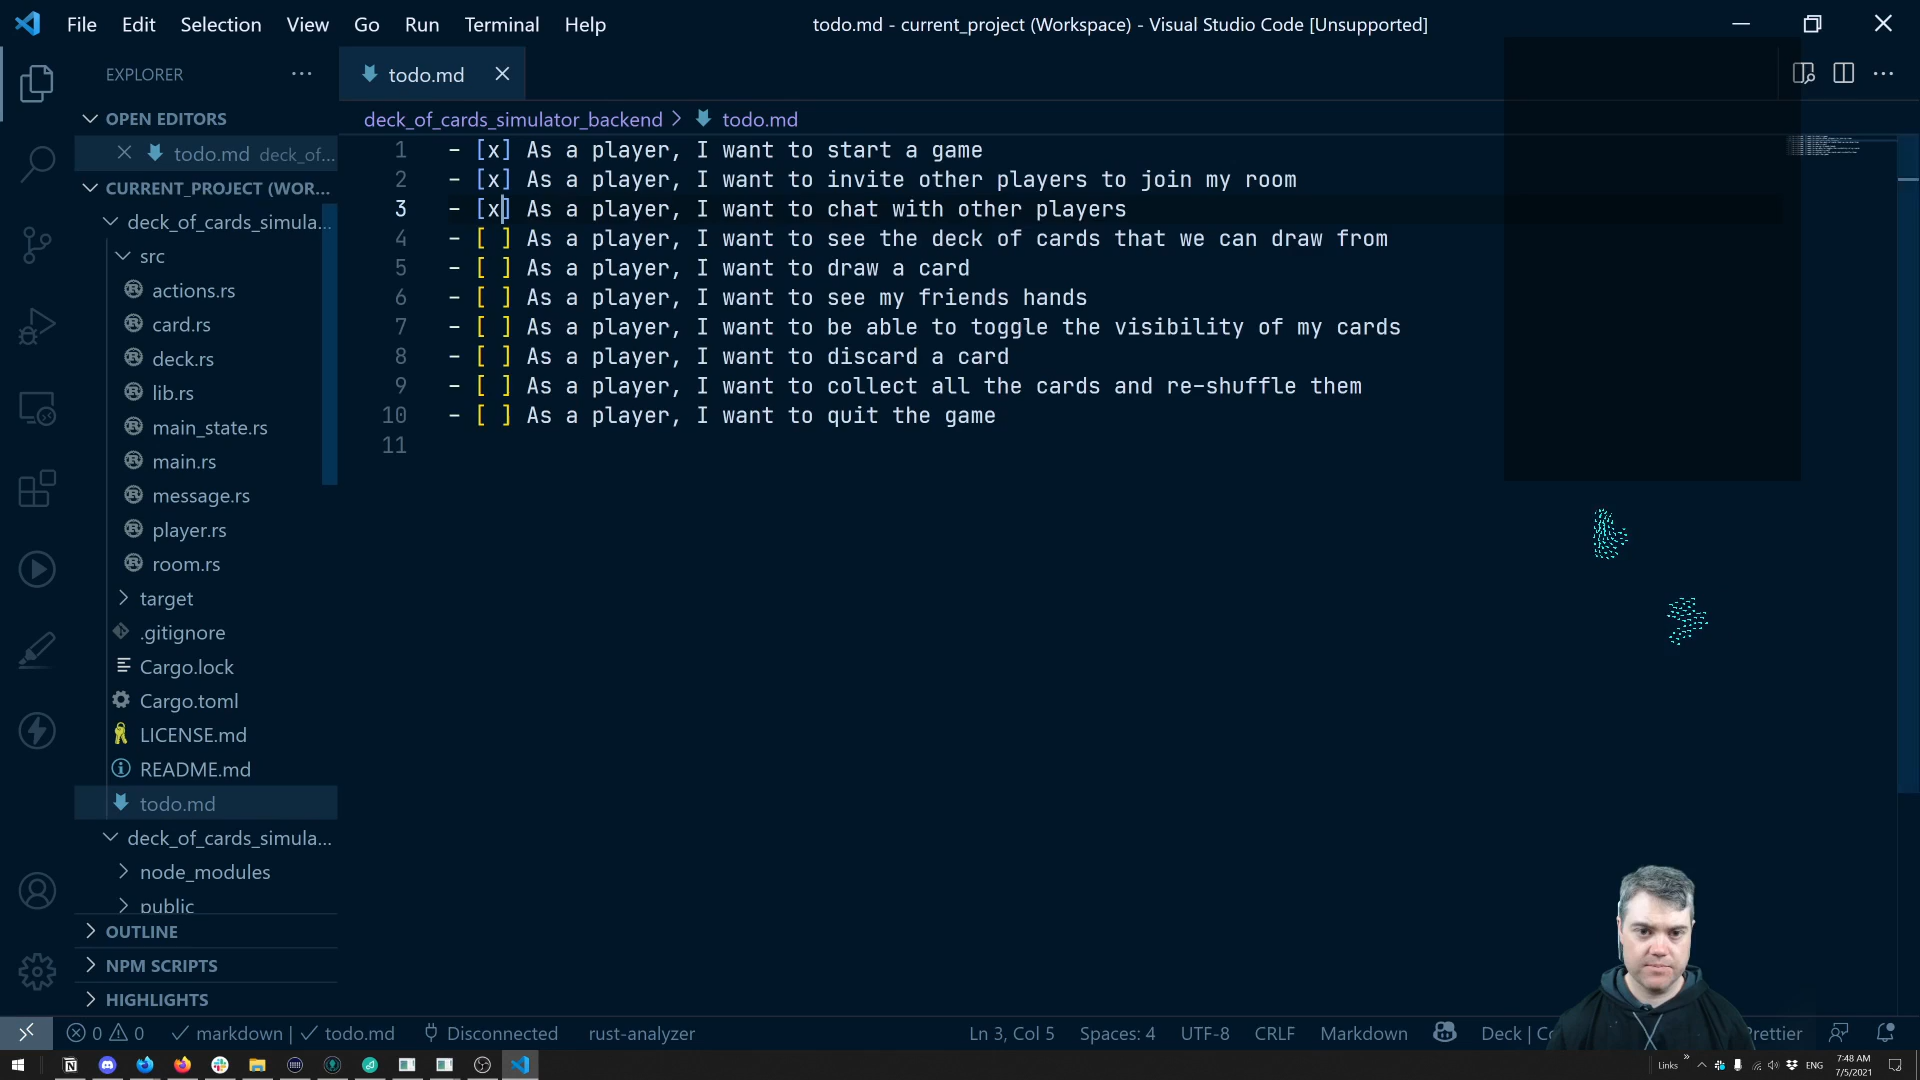 File Edit Selection View Go Run Terminal Help
todo.md - current_project (Workspace) - Visual Studio Code [Unsupported]
EXPLORER
todo.md
OPEN EDITORS
todo.md deck_of...
CURRENT_PROJECT (WOR...
deck_of_cards_simula...
src
actions.rs
card.rs
deck.rs
lib.rs
main_state.rs
main.rs
message.rs
player.rs
room.rs
target
.gitignore
Cargo.lock
Cargo.toml
LICENSE.md
README.md
todo.md
deck_of_cards_simula...
node_modules
public
OUTLINE
NPM SCRIPTS
HIGHLIGHTS
deck_of_cards_simulator_backend > todo.md
1 - [x] As a player, I want to start a game
2 - [x] As a player, I want to invite other players to join my room
3 - [x] As a player, I want to chat with other players
4 - [ ] As a player, I want to see the deck of cards that we can draw from
5 - [ ] As a player, I want to draw a card
6 - [ ] As a player, I want to see my friends hands
7 - [ ] As a player, I want to be able to toggle the visibility of my cards
8 - [ ] As a player, I want to discard a card
9 - [ ] As a player, I want to collect all the cards and re-shuffle them
10 - [ ] As a player, I want to quit the game
11
0 0 markdown | todo.md Disconnected rust-analyzer Ln 3, Col 5 Spaces: 4 UTF-8 CRLF Markdown Deck | Prettier
Links ENG 7:48 AM
7/5/2021